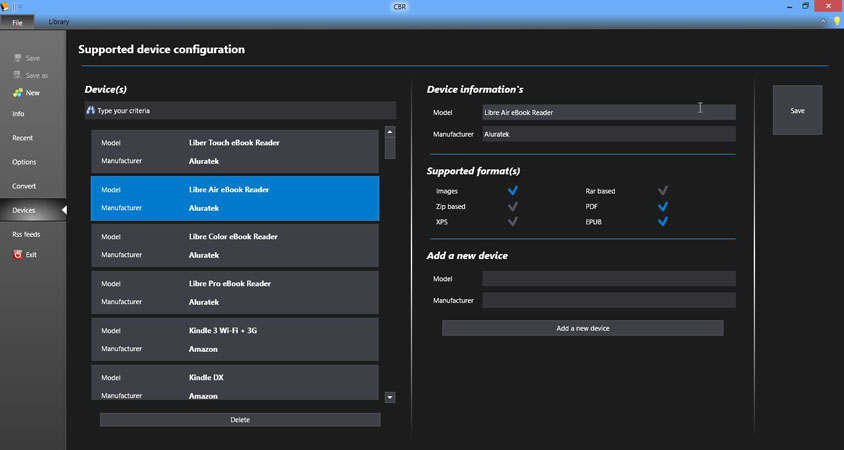 CBR
File
Library
Supported device configuration
Save
Save as
New
Info
Recent
Options
Convert
Devices
Rss feeds
Exit
Device(s)
Type your criteria
Model Liber Touch eBook Reader
Manufacturer Aluratek
Model Libre Air eBook Reader
Manufacturer Aluratek
Model Libre Color eBook Reader
Manufacturer Aluratek
Model Libre Pro eBook Reader
Manufacturer Aluratek
Model Kindle 3 Wi-Fi + 3G
Manufacturer Amazon
Model Kindle DX
Manufacturer Amazon
Delete
Device information's
Model Libre Air eBook Reader
Manufacturer Aluratek
Supported format(s)
Images Rar based
Zip based PDF
XPS EPUB
Add a new device
Model
Manufacturer
Add a new device
Save